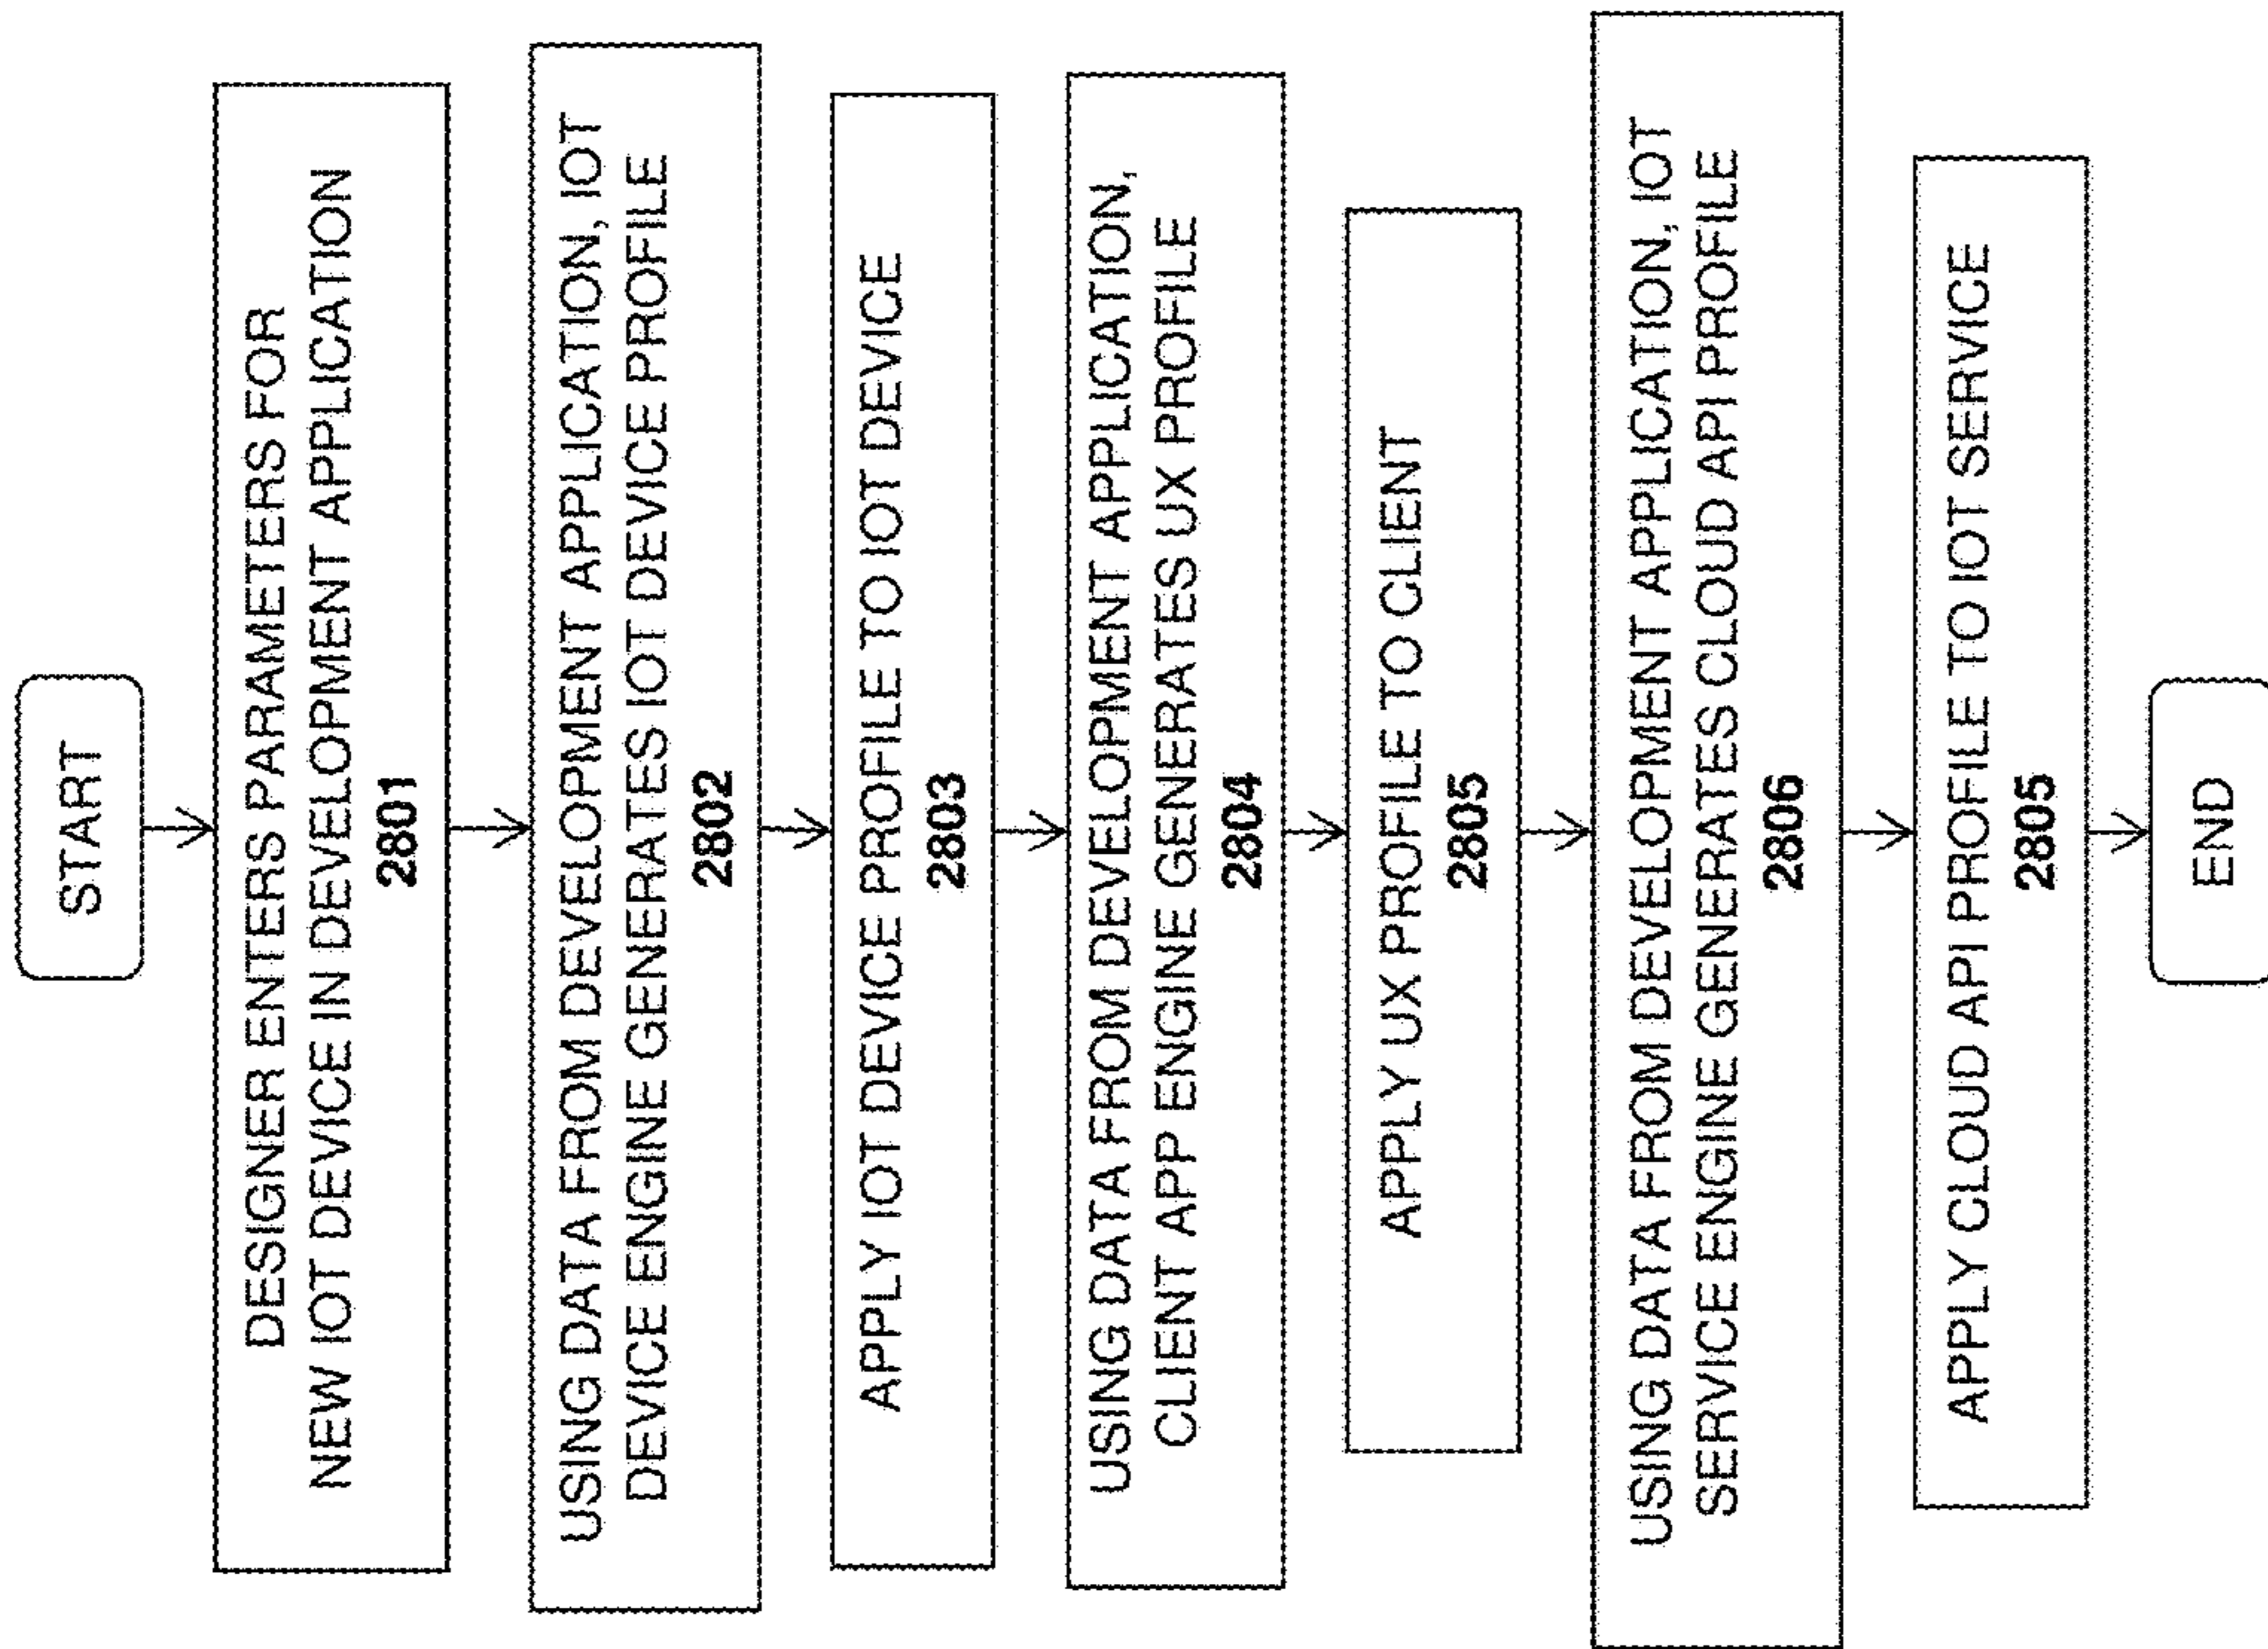 START
DESIGNER ENTERS PARAMETERS FOR
NEW IOT DEVICE IN DEVELOPMENT APPLICATION
2801
USING DATA FROM DEVELOPMENT APPLICATION, IOT
DEVICE ENGINE GENERATES IOT DEVICE PROFILE
2802
APPLY IOT DEVICE PROFILE TO IOT DEVICE
2803
USING DATA FROM DEVELOPMENT APPLICATION,
CLIENT APP ENGINE GENERATES UX PROFILE
2804
APPLY UX PROFILE TO CLIENT
2805
USING DATA FROM DEVELOPMENT APPLICATION, IOT
SERVICE ENGINE GENERATES CLOUD API PROFILE
2806
APPLY CLOUD API PROFILE TO IOT SERVICE
2805
END